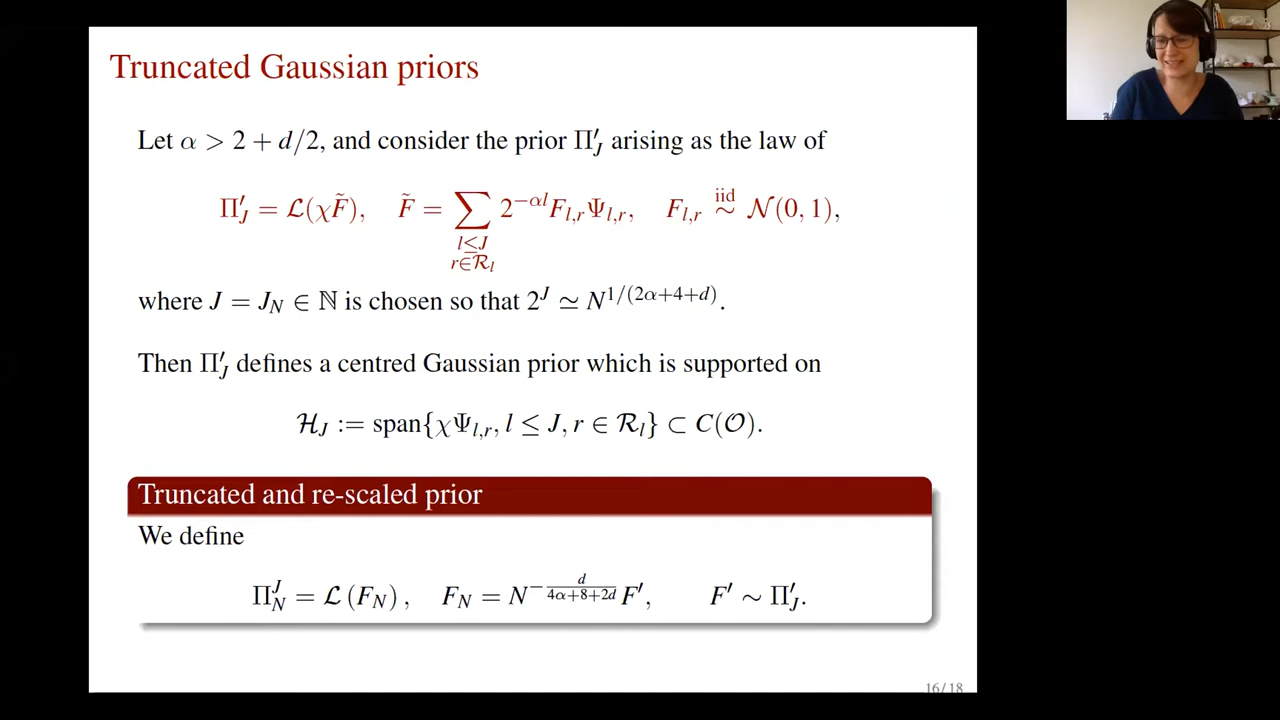 Truncated Gaussian priors
Let α > 2 + d/2, and consider the prior Π′_J arising as the law of
Π′_J = ℒ(χF̃), F̃ = ∑_{l≤J, r∈ℛ_l} 2^{−αl} F_{l,r} Ψ_{l,r}, F_{l,r} ∼^{iid} 𝒩(0, 1),
where J = J_N ∈ ℕ is chosen so that 2^J ≃ N^{1/(2α+4+d)}.
Then Π′_J defines a centred Gaussian prior which is supported on
ℋ_J := span{χΨ_{l,r}, l ≤ J, r ∈ ℛ_l} ⊂ C(𝒪).
Truncated and re-scaled prior
We define
Π^J_N = ℒ (F_N) , F_N = N^{−d/(4α+8+2d)} F′, F′ ∼ Π′_J.
16/18